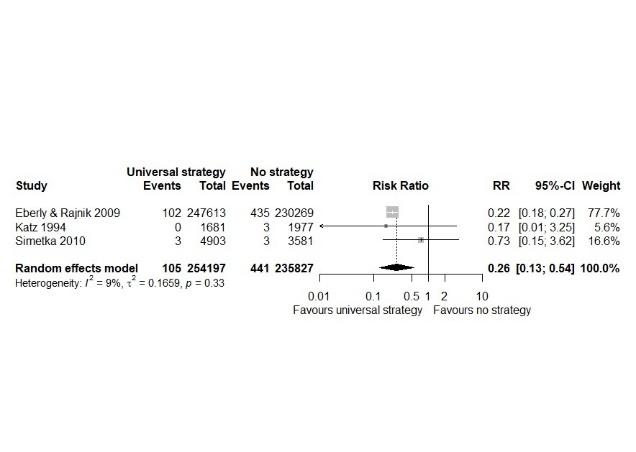 Universal strategy No strategy
Study Events Total Events Total Risk Ratio RR 95%-CI Weight
Eberly & Rajnik 2009 102 247613 435 230269 0.22 [0.18; 0.27] 77.7%
Katz 1994 0 1681 3 1977 0.17 [0.01; 3.25] 5.6%
Simetka 2010 3 4903 3 3581 0.73 [0.15; 3.62] 16.6%
Random effects model 105 254197 441 235827 0.26 [0.13; 0.54] 100.0%
Heterogeneity: I² = 9%, τ² = 0.1659, p = 0.33
0.01 0.1 0.5 1 2 10
Favours universal strategy Favours no strategy